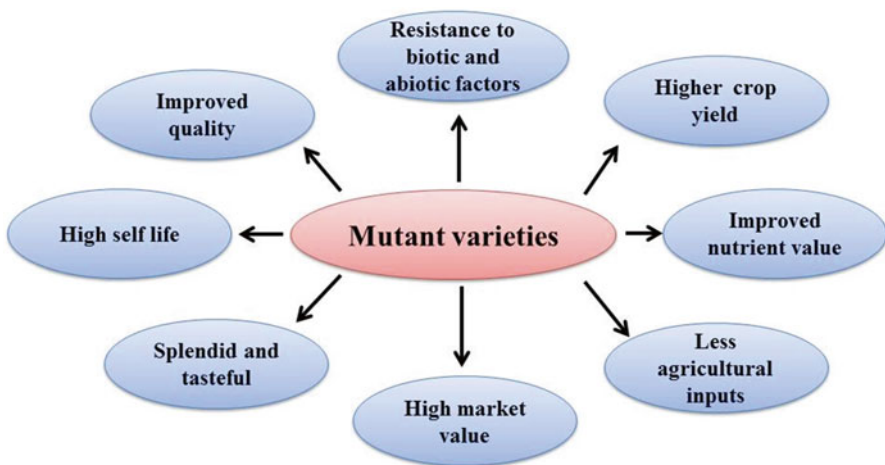 Resistance to
biotic and
abiotic factors
Improved
quality
Higher crop
yield
High self life
Mutant varieties
Improved
nutrient value
Splendid and
tasteful
Less
agricultural
inputs
High market
value